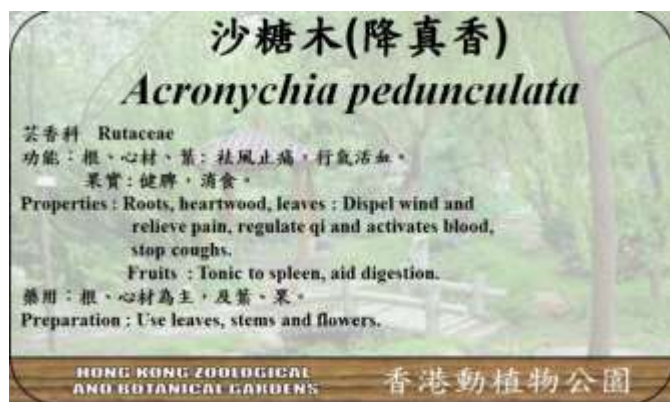 沙糖木(降真香)
Acronychia pedunculata
芸香科 Rutaceae
功能：根、心材、葉：祛風止痛，行氣活血。
果實：健脾，消食。
Properties : Roots, heartwood, leaves : Dispel wind and
relieve pain, regulate qi and activates blood,
stop coughs.
Fruits : Tonic to spleen, aid digestion.
藥用：根、心材為主，及葉、果。
Preparation : Use leaves, stems and flowers.
HONG KONG ZOOLOGICAL
AND BOTANICAL GARDENS
香港動植物公園